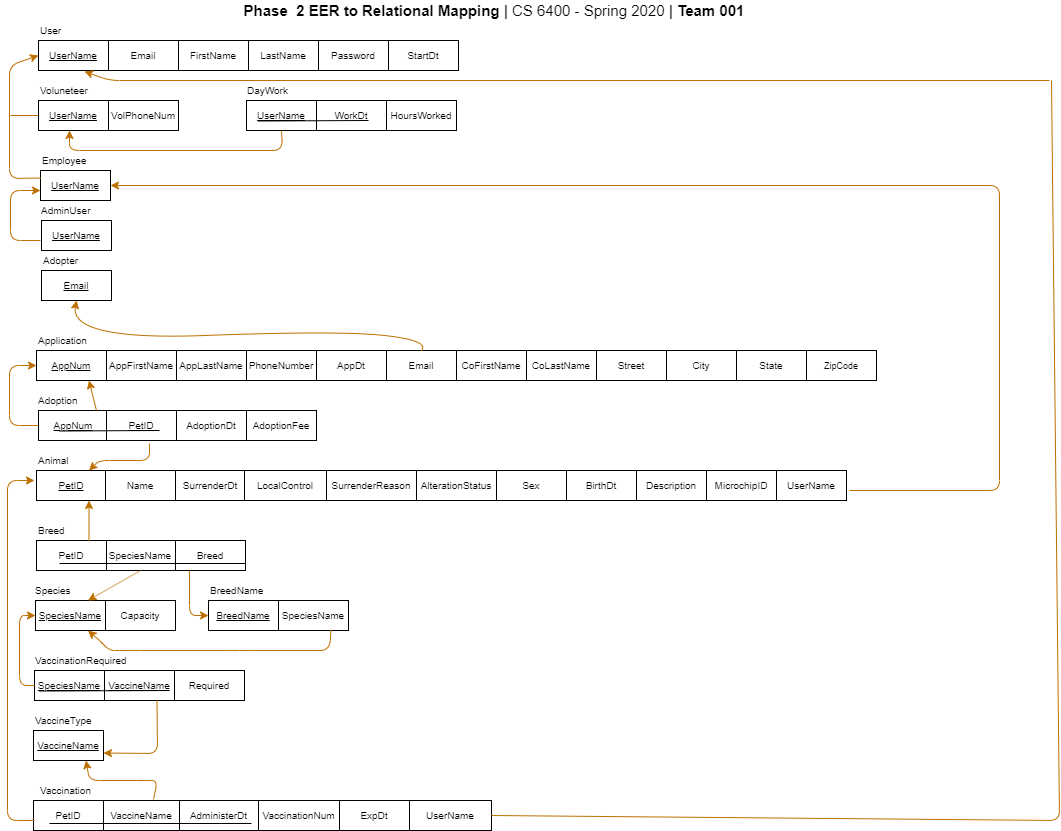 Phase 2 EER to Relational Mapping | CS 6400 - Spring 2020 | Team 001
User
UserName Email FirstName LastName Password StartDt
Voluneteer DayWork
UserName VolPhoneNum UserName WorkDt HoursWorked
Employee
UserName
AdminUser
UserName
Adopter
Email
Application
AppNum AppFirstName AppLastName PhoneNumber AppDt Email CoFirstName CoLastName Street City State ZipCode
Adoption
AppNum PetID AdoptionDt AdoptionFee
Animal
PetID Name SurrenderDt LocalControl SurrenderReason AlterationStatus Sex BirthDt Description MicrochipID UserName
Breed
PetID SpeciesName Breed
Species BreedName
SpeciesName Capacity BreedName SpeciesName
VaccinationRequired
SpeciesName VaccineName Required
VaccineType
VaccineName
Vaccination
PetID VaccineName AdministerDt VaccinationNum ExpDt UserName